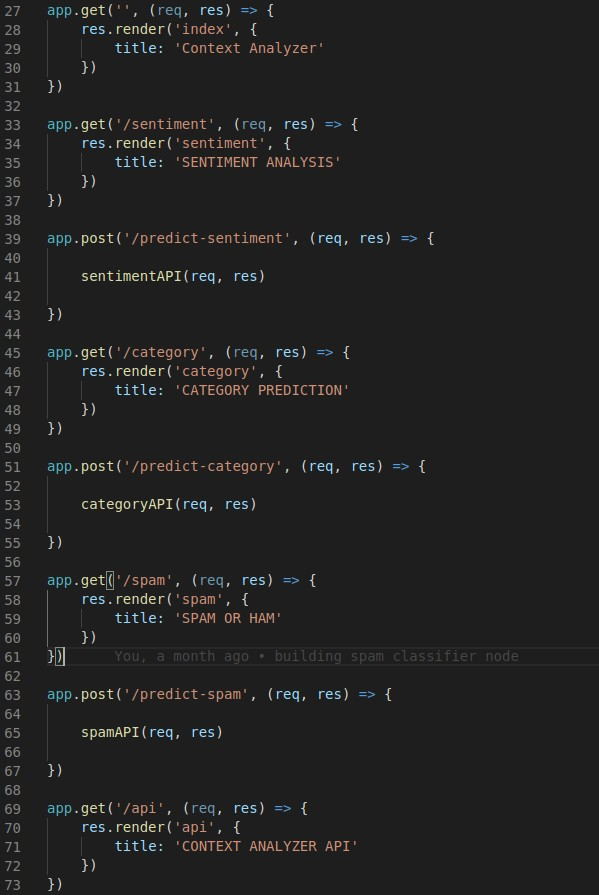 27 app.get('', (req, res) => {
28     res.render('index', {
29         title: 'Context Analyzer'
30     })
31 })
32
33 app.get('/sentiment', (req, res) => {
34     res.render('sentiment', {
35         title: 'SENTIMENT ANALYSIS'
36     })
37 })
38
39 app.post('/predict-sentiment', (req, res) => {
40
41     sentimentAPI(req, res)
42
43 })
44
45 app.get('/category', (req, res) => {
46     res.render('category', {
47         title: 'CATEGORY PREDICTION'
48     })
49 })
50
51 app.post('/predict-category', (req, res) => {
52
53     categoryAPI(req, res)
54
55 })
56
57 app.get('/spam', (req, res) => {
58     res.render('spam', {
59         title: 'SPAM OR HAM'
60     })
61 })      You, a month ago • building spam classifier node
62
63 app.post('/predict-spam', (req, res) => {
64
65     spamAPI(req, res)
66
67 })
68
69 app.get('/api', (req, res) => {
70     res.render('api', {
71         title: 'CONTEXT ANALYZER API'
72     })
73 })